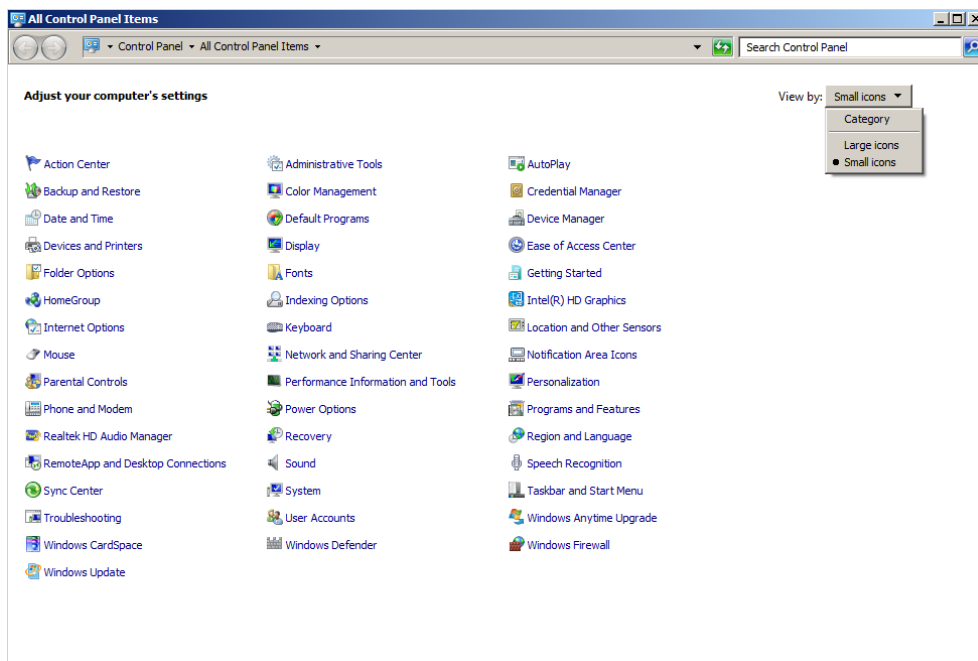 All Control Panel Items
Control Panel All Control Panel Items Search Control Panel
Adjust your computer's settings View by: Small icons
Category
Large icons
Small icons
Action Center Administrative Tools AutoPlay
Backup and Restore Color Management Credential Manager
Date and Time Default Programs Device Manager
Devices and Printers Display Ease of Access Center
Folder Options Fonts Getting Started
HomeGroup Indexing Options Intel(R) HD Graphics
Internet Options Keyboard Location and Other Sensors
Mouse Network and Sharing Center Notification Area Icons
Parental Controls Performance Information and Tools Personalization
Phone and Modem Power Options Programs and Features
Realtek HD Audio Manager Recovery Region and Language
RemoteApp and Desktop Connections Sound Speech Recognition
Sync Center System Taskbar and Start Menu
Troubleshooting User Accounts Windows Anytime Upgrade
Windows CardSpace Windows Defender Windows Firewall
Windows Update